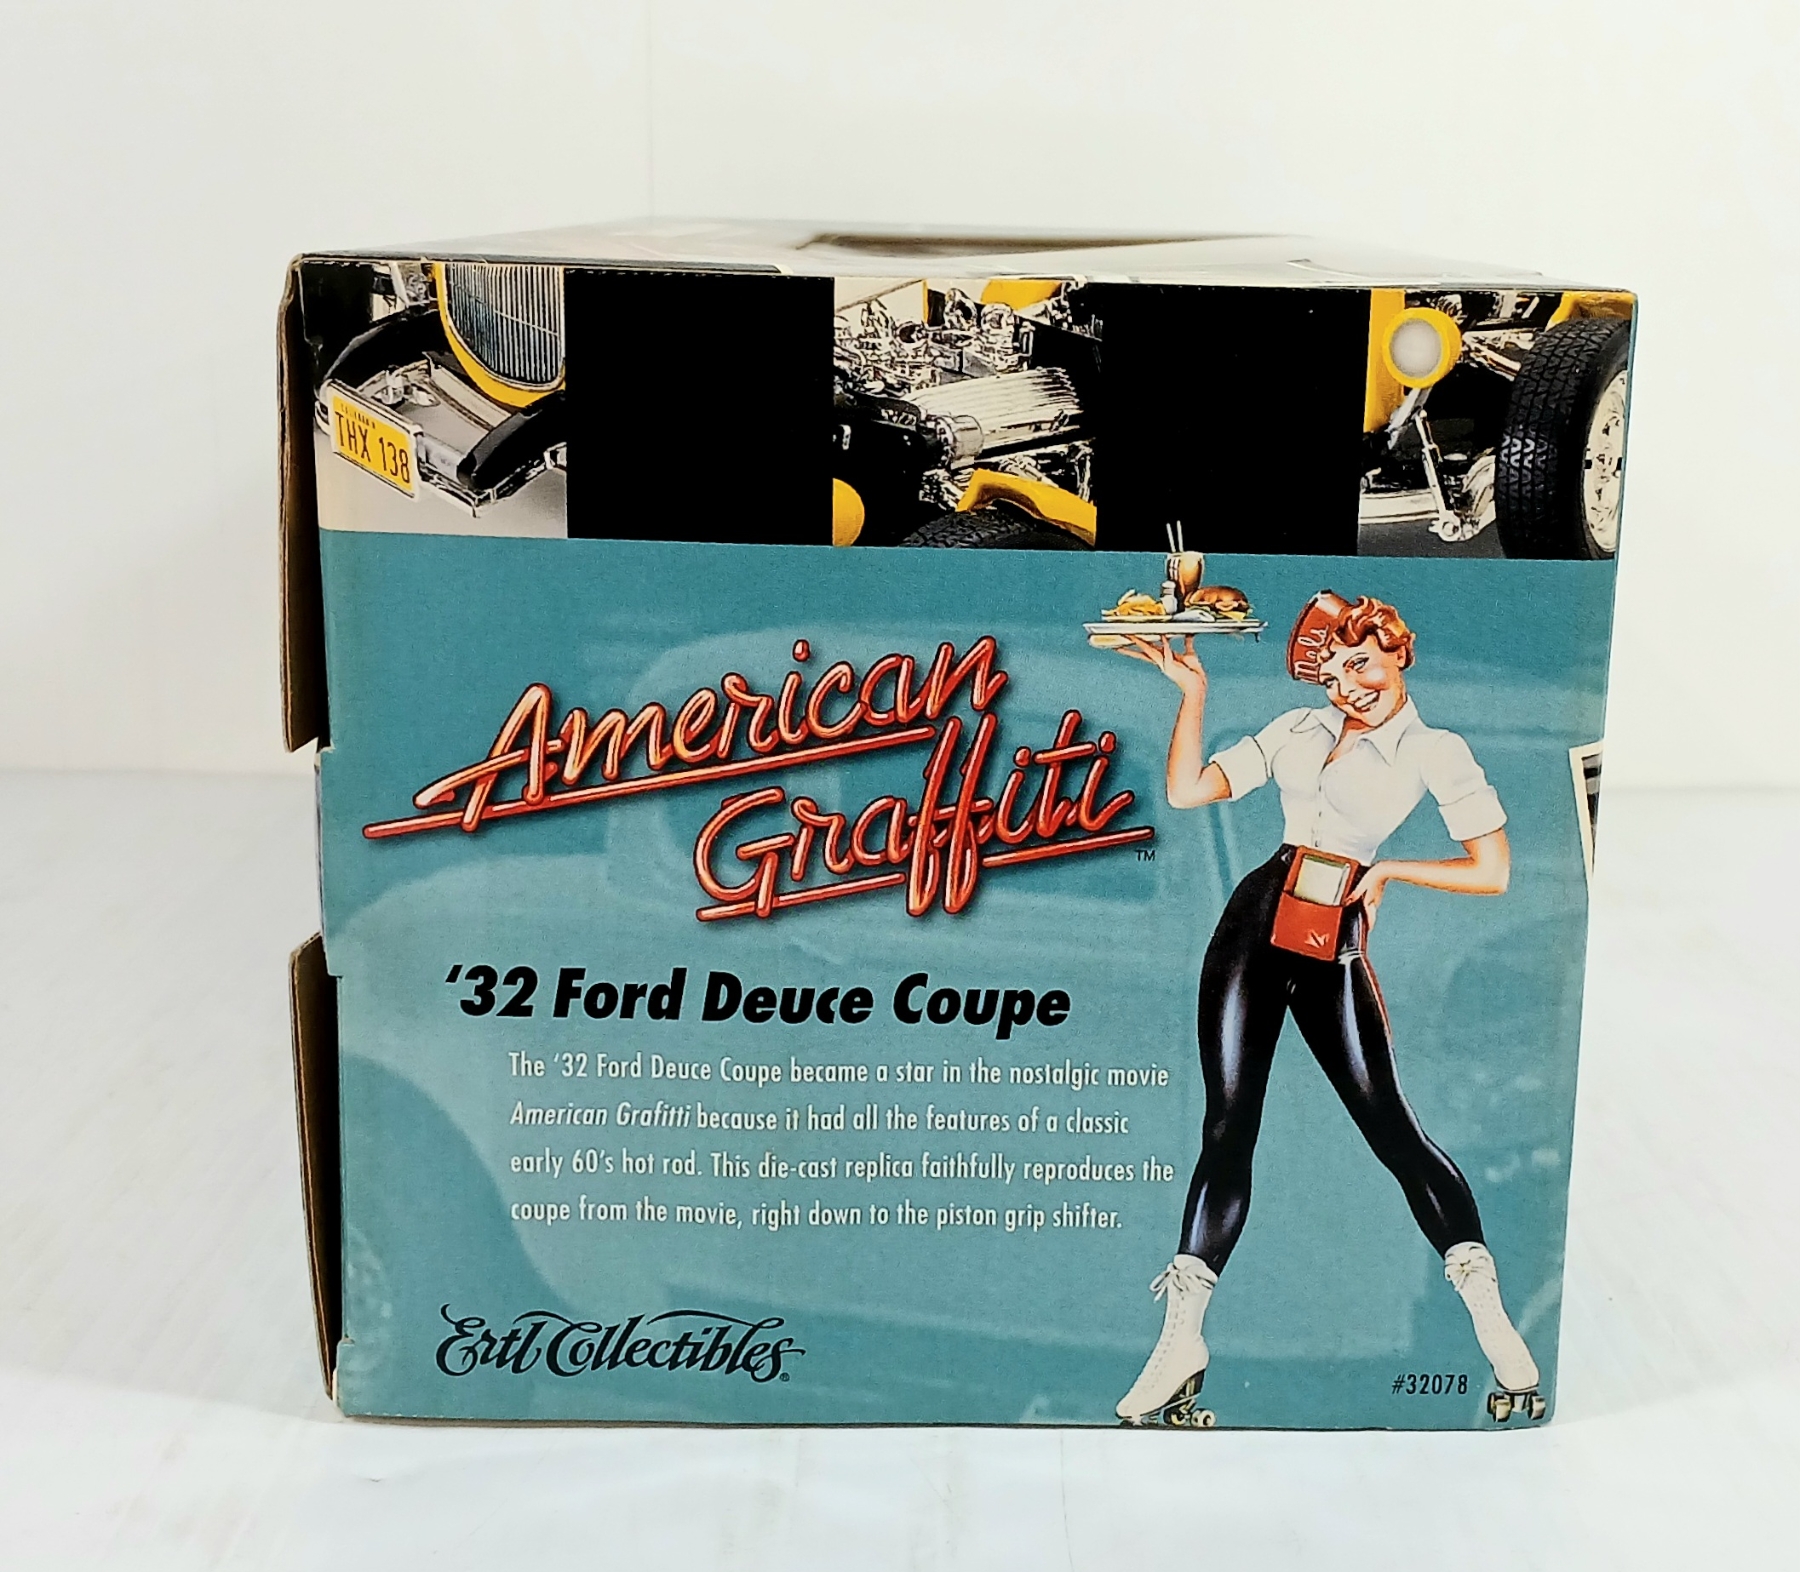 THX 138
Mels
American
Graffiti
TM
'32 Ford Deuce Coupe
The '32 Ford Deuce Coupe became a star in the nostalgic movie
American Grafitti because it had all the features of a classic
early 60's hot rod. This die-cast replica faithfully reproduces the
coupe from the movie, right down to the piston grip shifter.
Ertl Collectibles®
#32078